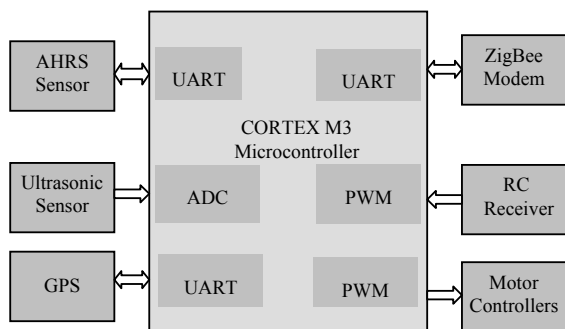 AHRS
Sensor
UART
UART
ZigBee
Modem
CORTEX M3
Microcontroller
Ultrasonic
Sensor
ADC
PWM
RC
Receiver
GPS
UART
PWM
Motor
Controllers